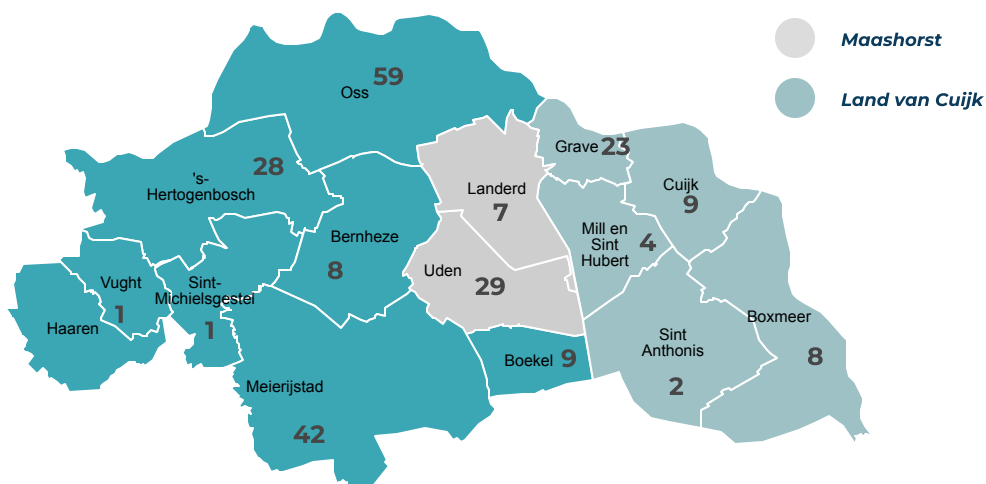 Maashorst
Land van Cuijk
59
Oss
Grave 23
28
's-
Hertogenbosch
Landerd
7
Cuijk
9
Bernheze
8
Mill en
Sint
Hubert
4
Uden
29
Vught
1
Sint-
Michielsgestel
1
Haaren
Boxmeer
8
Sint
Anthonis
2
Boekel 9
Meierijstad
42